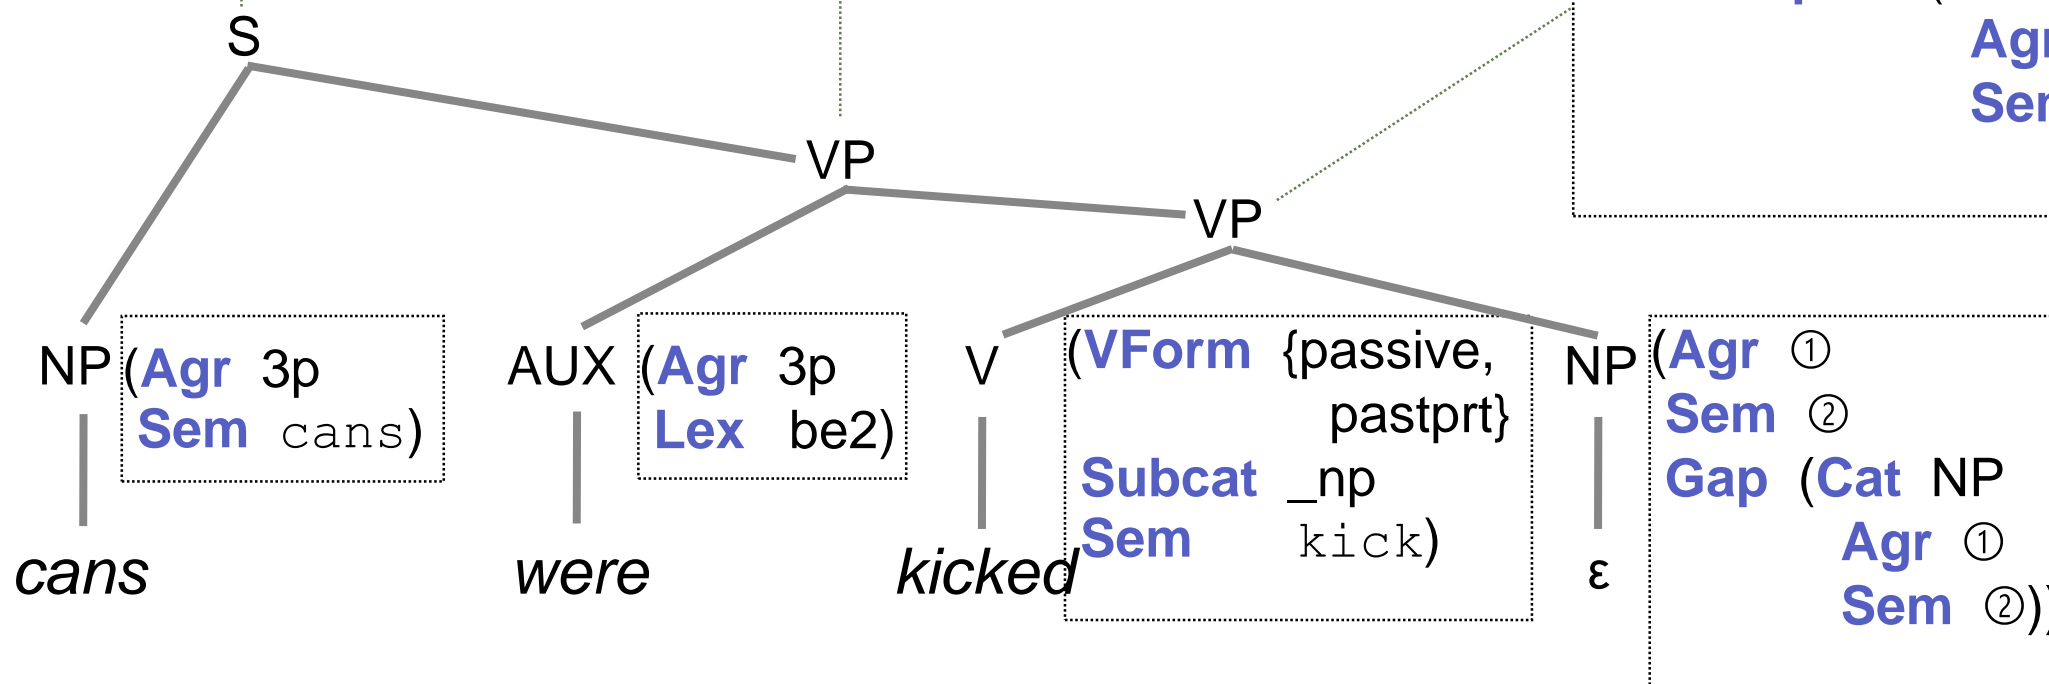 S
Agr
VP
VP
NP (Agr 3p
Sem cans)
AUX (Agr 3p
Lex be2)
V (VForm {passive,
pastprt}
Subcat _np
Sem kick)
NP (Agr ①
Sem ②
Gap (Cat NP
Agr ①
Sem ②))
cans
were
kicked
ε